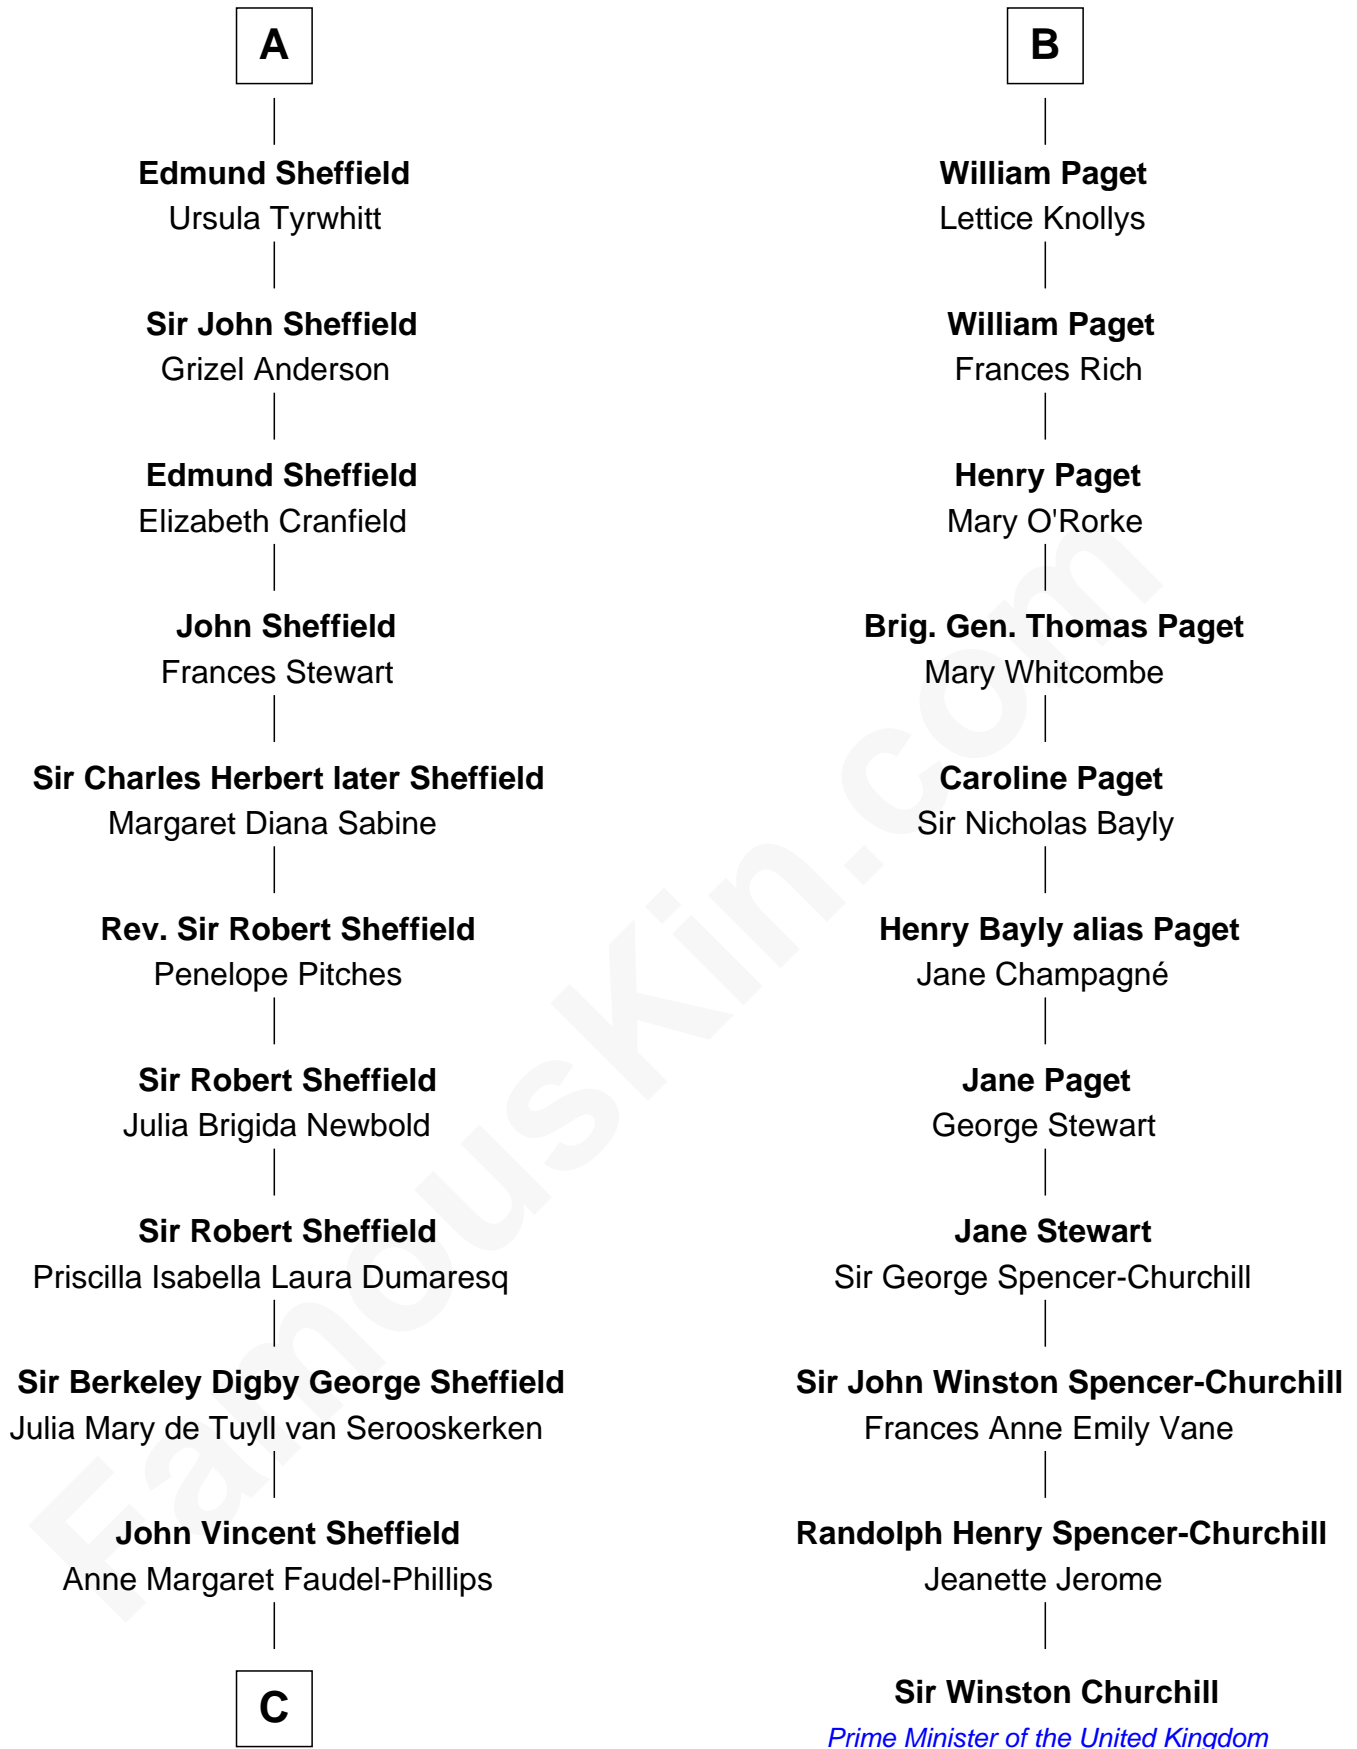 A
Edmund Sheffield
Ursula Tyrwhitt
Sir John Sheffield
Grizel Anderson
Edmund Sheffield
Elizabeth Cranfield
John Sheffield
Frances Stewart
Sir Charles Herbert later Sheffield
Margaret Diana Sabine
Rev. Sir Robert Sheffield
Penelope Pitches
Sir Robert Sheffield
Julia Brigida Newbold
Sir Robert Sheffield
Priscilla Isabella Laura Dumaresq
Sir Berkeley Digby George Sheffield
Julia Mary de Tuyll van Serooskerken
John Vincent Sheffield
Anne Margaret Faudel-Phillips
C
B
William Paget
Lettice Knollys
William Paget
Frances Rich
Henry Paget
Mary O'Rorke
Brig. Gen. Thomas Paget
Mary Whitcombe
Caroline Paget
Sir Nicholas Bayly
Henry Bayly alias Paget
Jane Champagné
Jane Paget
George Stewart
Jane Stewart
Sir George Spencer-Churchill
Sir John Winston Spencer-Churchill
Frances Anne Emily Vane
Randolph Henry Spencer-Churchill
Jeanette Jerome
Sir Winston Churchill
Prime Minister of the United Kingdom
FamousKin.com